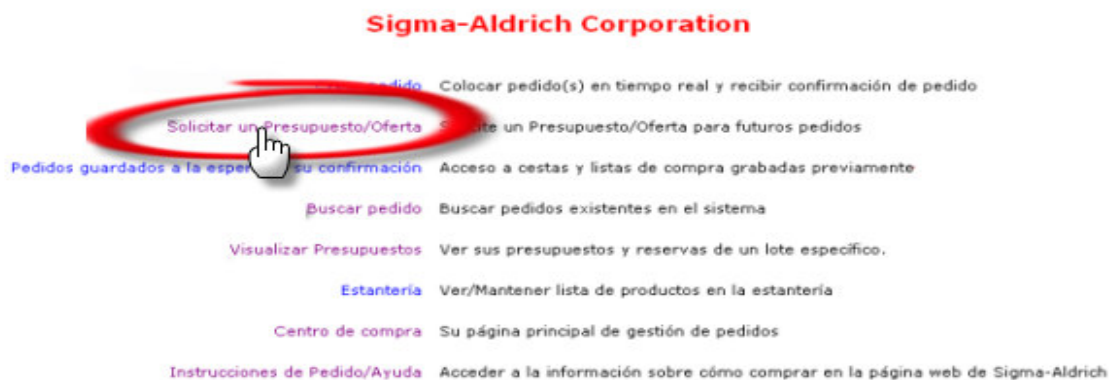 Sigma-Aldrich Corporation
pedido Colocar pedido(s) en tiempo real y recibir confirmación de pedido
Solicitar un Presupuesto/Oferta un Presupuesto/Oferta para futuros pedidos
Pedidos guardados a la su confirmación Acceso a cestas y listas de compra grabadas previamente
Buscar pedido Buscar pedidos existentes en el sistema
Visualizar Presupuestos Ver sus presupuestos y reservas de un lote específico.
Estantería Ver/Mantener lista de productos en la estantería
Centro de compra Su página principal de gestión de pedidos
Instrucciones de Pedido/Ayuda Acceder a la información sobre cómo comprar en la página web de Sigma-Aldrich